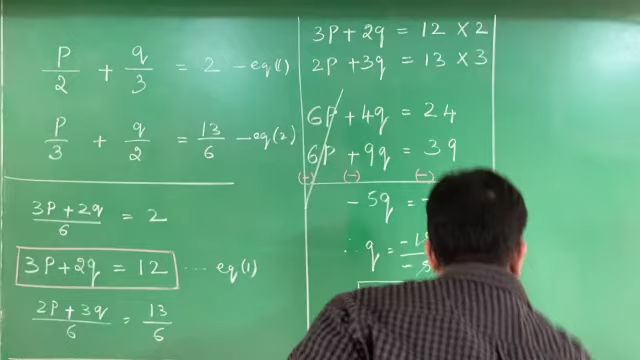 P/2 + q/3 = 2 – eq(1)
P/3 + q/2 = 13/6 – eq(2)
3P+2q/6 = 2
3P+2q = 12 ... eq(1)
2P+3q/6 = 13/6
3P+2q = 12 × 2
2P+3q = 13 × 3
6P+4q = 24
6P+9q = 39
(-) (-) (-)
-5q = -
∴ q =